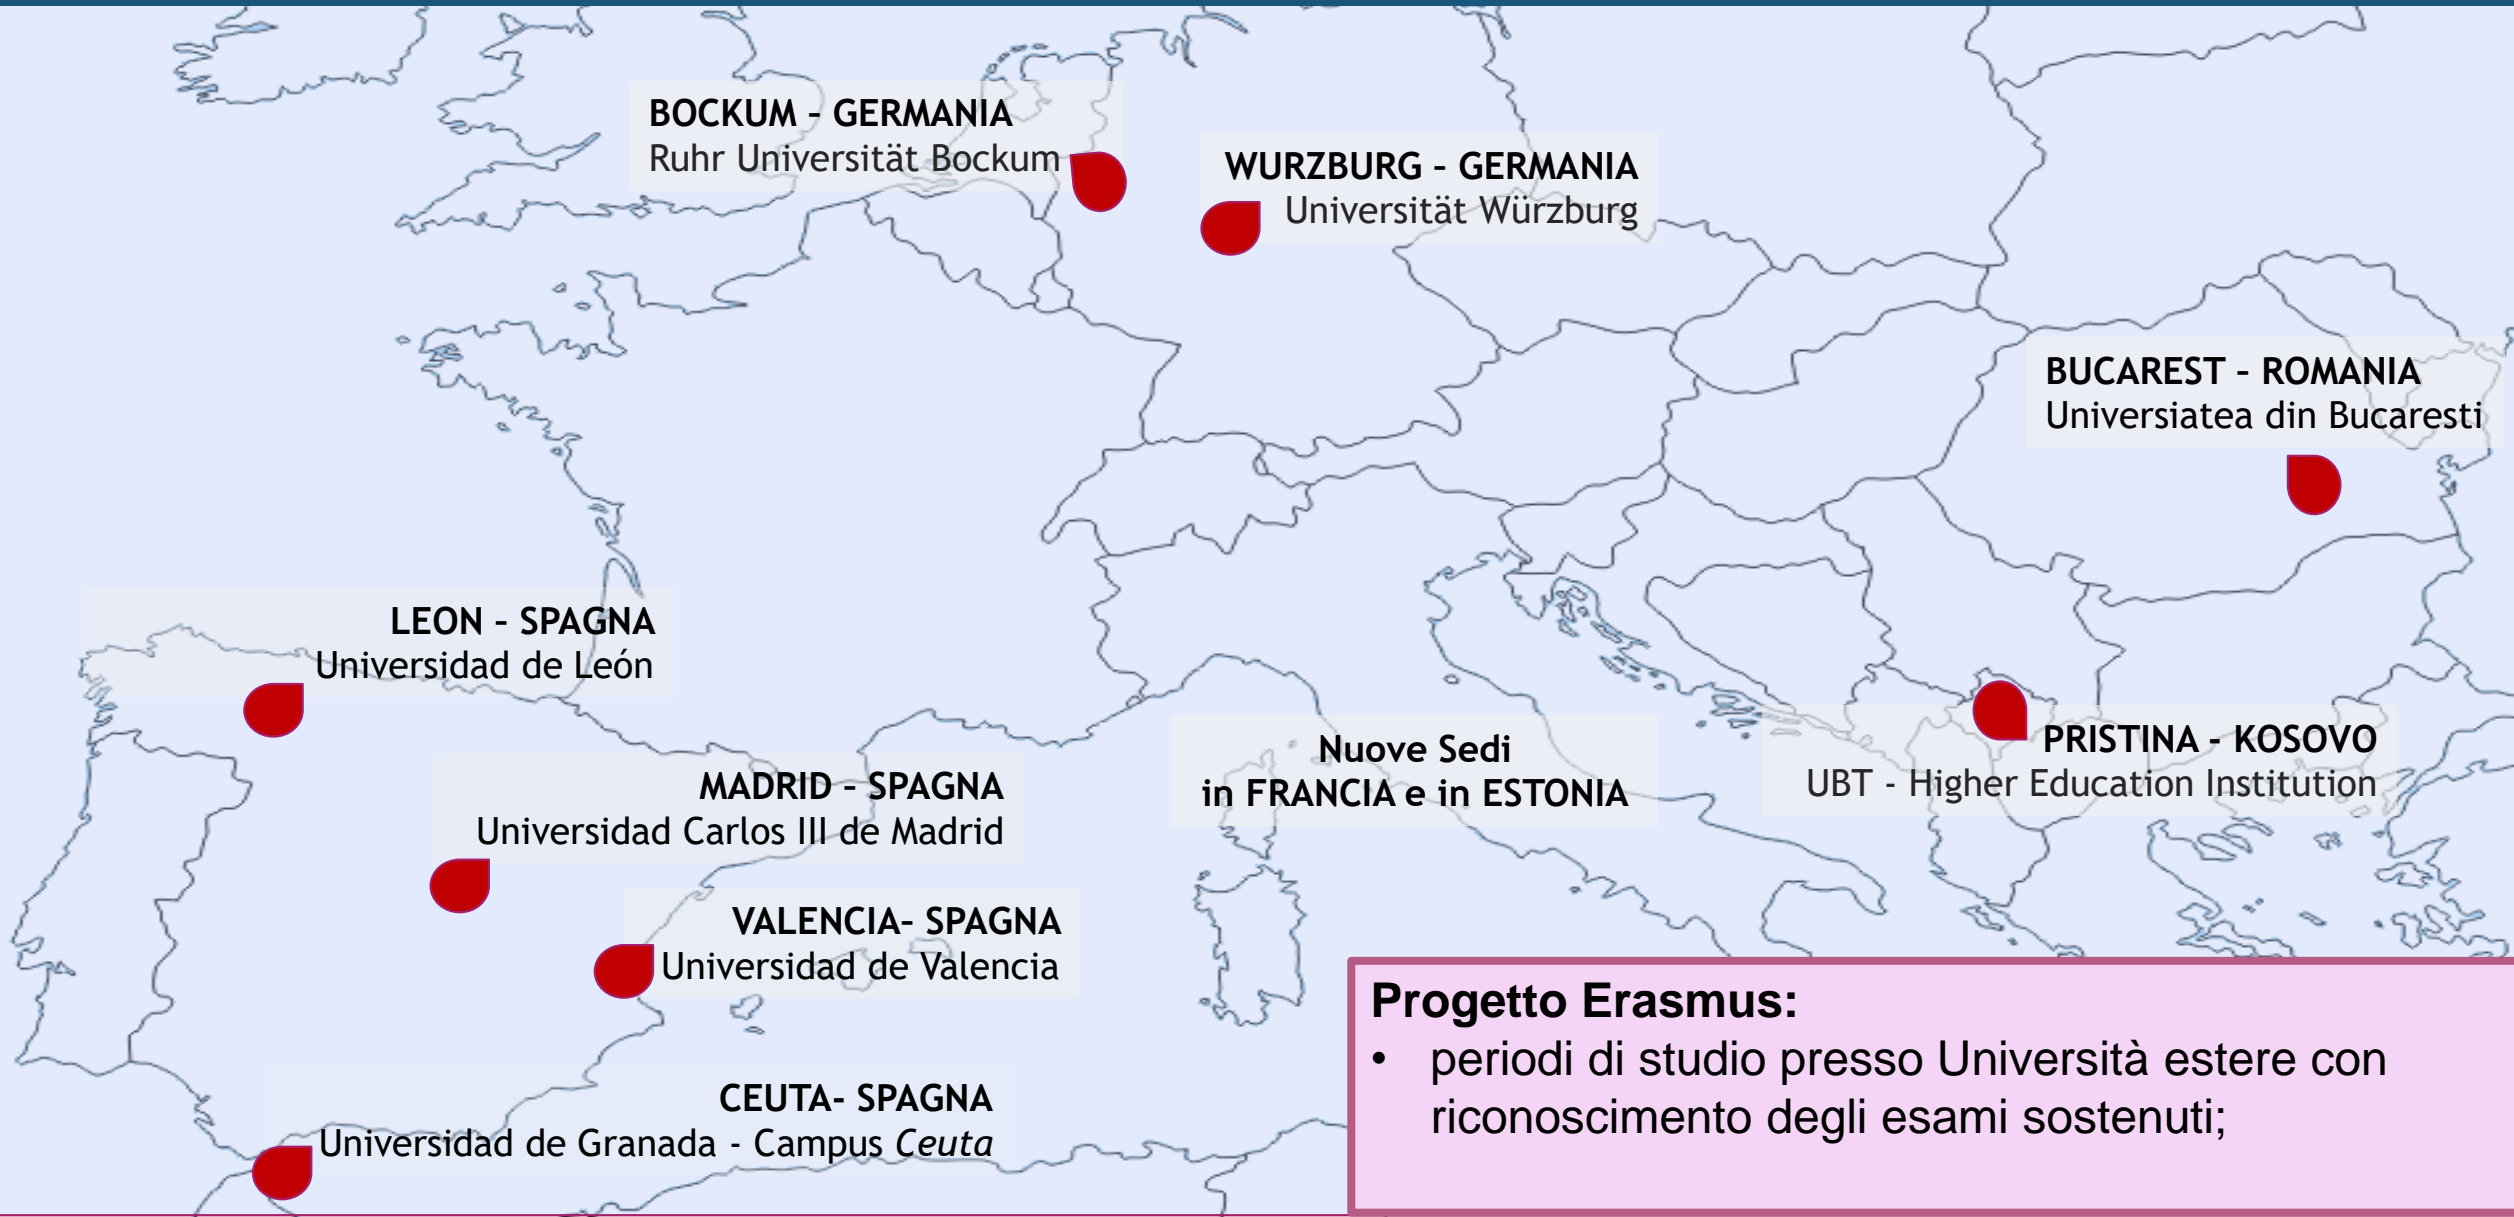 BOCKUM – GERMANIA
Ruhr Universität Bockum
WURZBURG – GERMANIA
Universität Würzburg
BUCAREST – ROMANIA
Universiatea din Bucaresti
LEON – SPAGNA
Universidad de León
MADRID – SPAGNA
Universidad Carlos III de Madrid
Nuove Sedi
in FRANCIA e in ESTONIA
PRISTINA - KOSOVO
UBT - Higher Education Institution
VALENCIA– SPAGNA
Universidad de Valencia
CEUTA- SPAGNA
Universidad de Granada - Campus Ceuta
Progetto Erasmus:
• periodi di studio presso Università estere con
riconoscimento degli esami sostenuti;